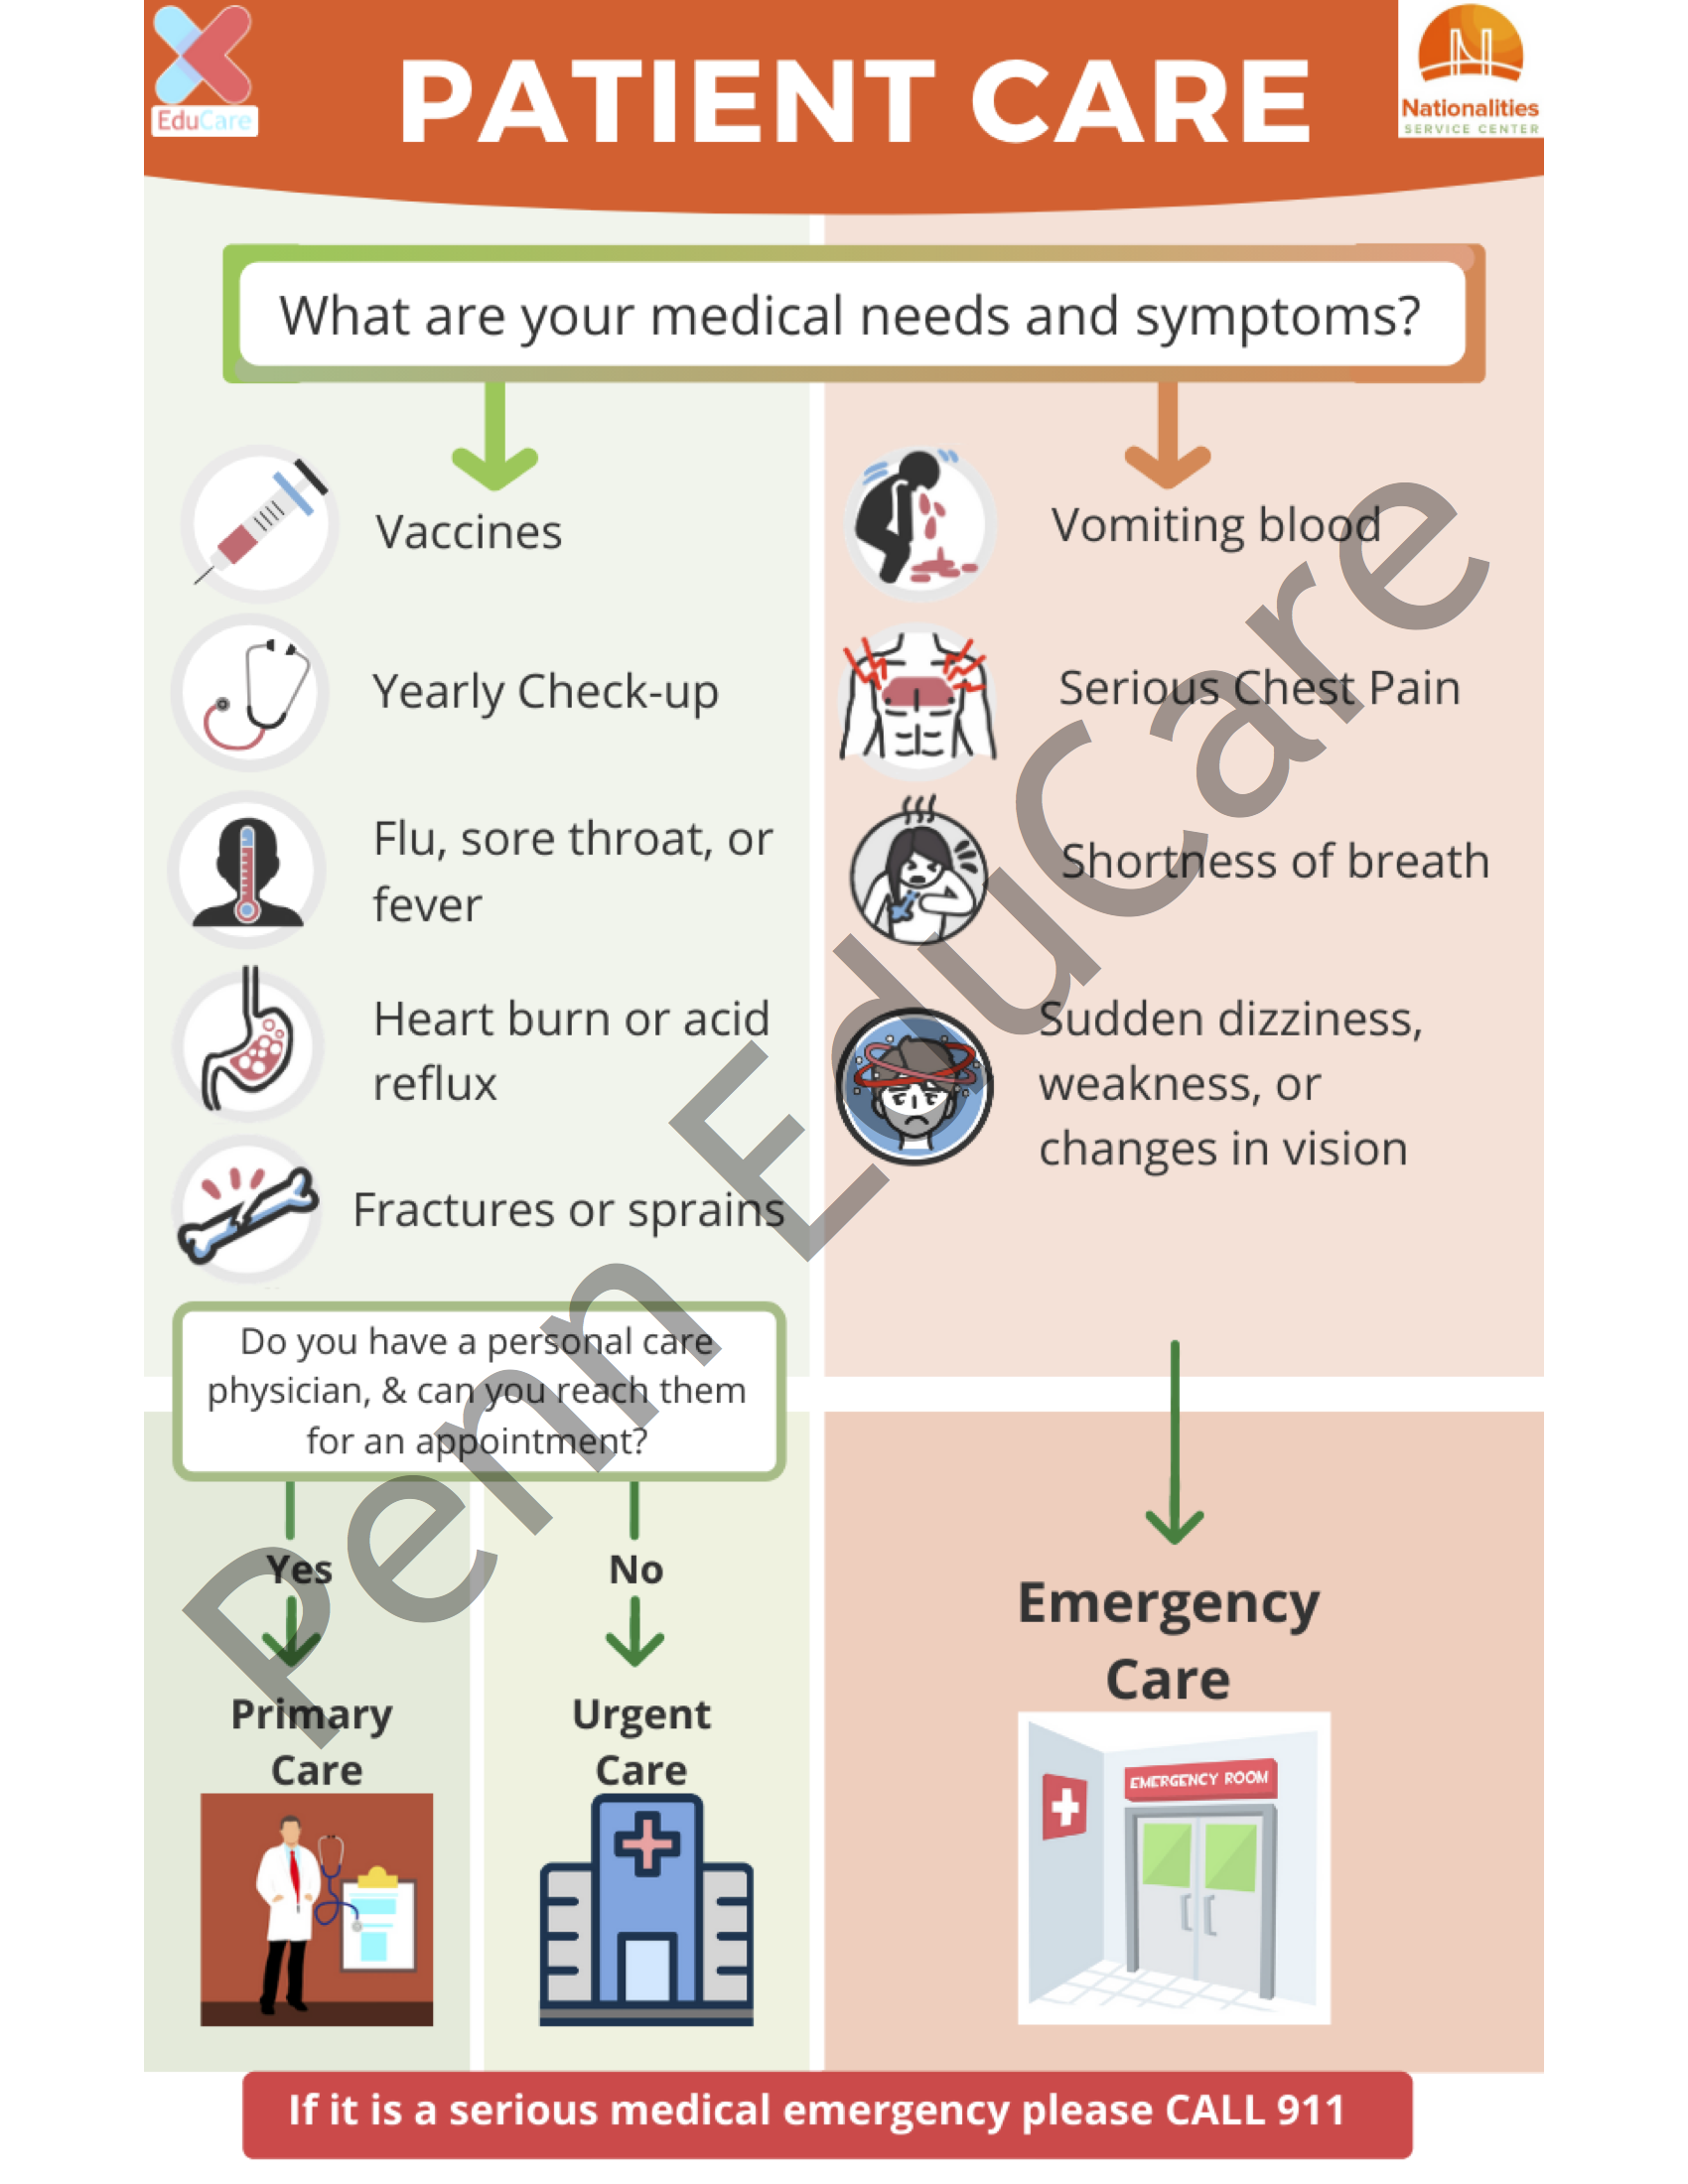 EduCare
PATIENT CARE
Nationalities
SERVICE CENTER
What are your medical needs and symptoms?
Vaccines
Yearly Check-up
Flu, sore throat, or
fever
Heart burn or acid
reflux
Fractures or sprains
Vomiting blood
Serious Chest Pain
Shortness of breath
Sudden dizziness,
weakness, or
changes in vision
Do you have a personal care
physician, & can you reach them
for an appointment?
Yes
No
Primary
Care
Urgent
Care
Emergency
Care
EMERGENCY ROOM
If it is a serious medical emergency please CALL 911
Penn EduCare